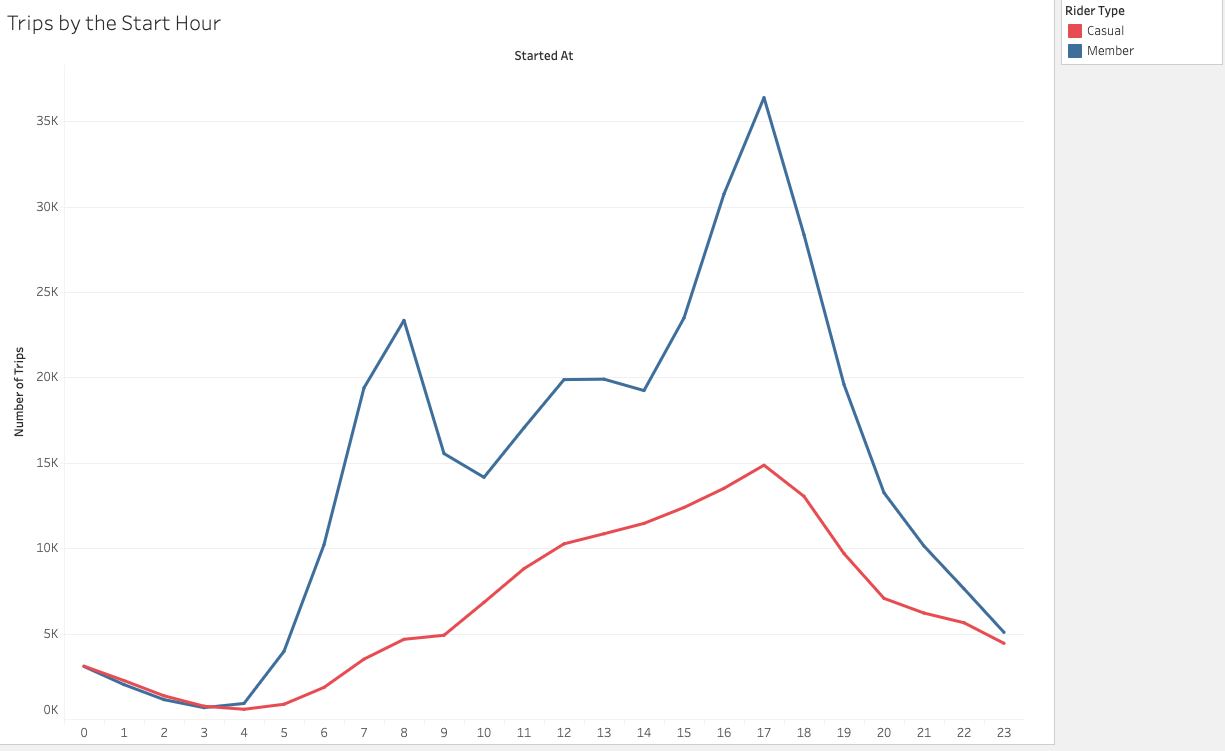 Trips by the Start Hour
Rider Type
Casual
Member
Started At
35K
30K
25K
20K
15K
10K
5K
0K
Number of Trips
0 1 2 3 4 5 6 7 8 9 10 11 12 13 14 15 16 17 18 19 20 21 22 23